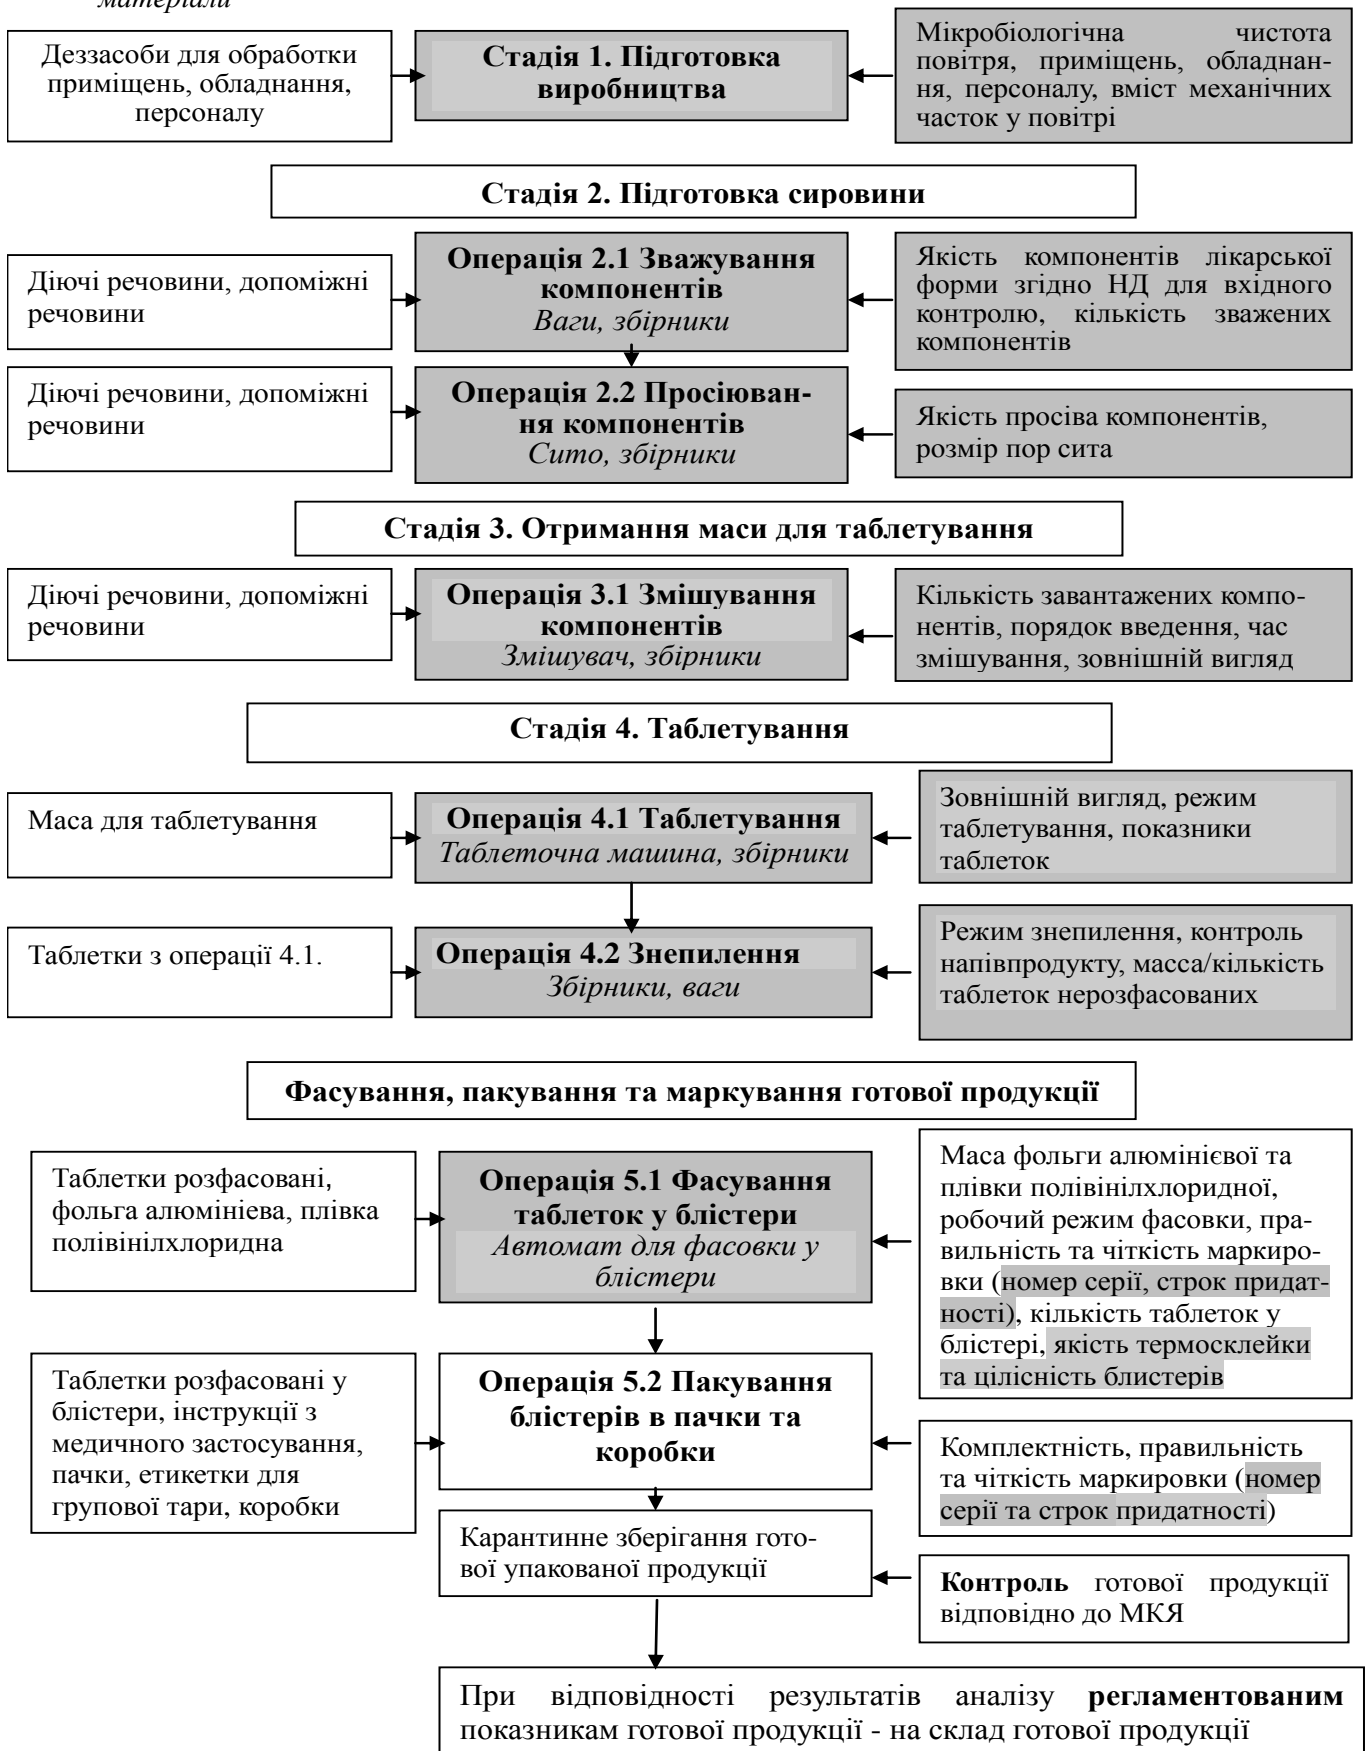 матеріали
Деззасоби для обработки
приміщень, обладнання,
персоналу
Стадія 1. Підготовка
виробництва
Мікробіологічна чистота
повітря, приміщень, обладнан-
ня, персоналу, вміст механічних
часток у повітрі
Стадія 2. Підготовка сировини
Діючі речовини, допоміжні
речовини
Операція 2.1 Зважування
компонентів
Ваги, збірники
Якість компонентів лікарської
форми згідно НД для вхідного
контролю, кількість зважених
компонентів
Діючі речовини, допоміжні
речовини
Операція 2.2 Просіюван-
ня компонентів
Сито, збірники
Якість просіва компонентів,
розмір пор сита
Стадія 3. Отримання маси для таблетування
Діючі речовини, допоміжні
речовини
Операція 3.1 Змішування
компонентів
Змішувач, збірники
Кількість завантажених компо-
нентів, порядок введення, час
змішування, зовнішній вигляд
Стадія 4. Таблетування
Маса для таблетування
Операція 4.1 Таблетування
Таблеточна машина, збірники
Зовнішній вигляд, режим
таблетування, показники
таблеток
Таблетки з операції 4.1.
Операція 4.2 Знепилення
Збірники, ваги
Режим знепилення, контроль
напівпродукту, масса/кількість
таблеток нерозфасованих
Фасування, пакування та маркування готової продукції
Таблетки розфасовані,
фольга алюмініева, плівка
полівінілхлоридна
Операція 5.1 Фасування
таблеток у блістери
Автомат для фасовки у
блістери
Маса фольги алюмінієвої та
плівки полівінілхлоридної,
робочий режим фасовки, пра-
вильність та чіткість маркиро-
вки (номер серії, строк придат-
ності), кількість таблеток у
блістері, якість термосклейки
та цілісність блистерів
Таблетки розфасовані у
блістери, інструкції з
медичного застосування,
пачки, етикетки для
групової тари, коробки
Операція 5.2 Пакування
блістерів в пачки та
коробки
Комплектність, правильність
та чіткість маркировки (номер
серії та строк придатності)
Карантинне зберігання гото-
вої упакованої продукції
Контроль готової продукції
відповідно до МКЯ
При відповідності результатів аналізу регламентованим
показникам готової продукції - на склад готової продукції